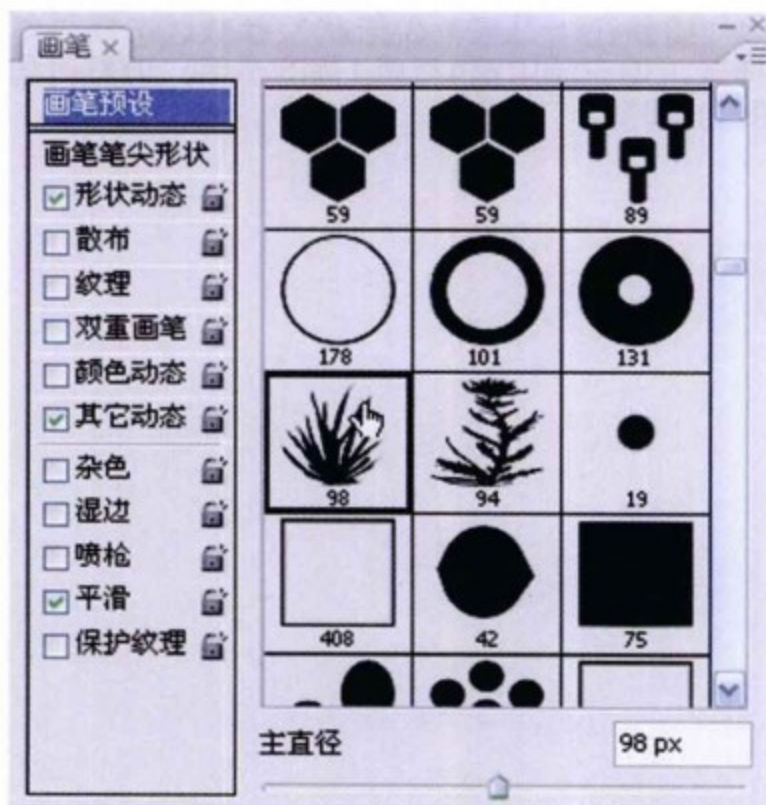 画笔 ×
画笔预设
画笔笔尖形状
形状动态
散布
纹理
双重画笔
颜色动态
其它动态
杂色
湿边
喷枪
平滑
保护纹理
59 59 89
178 101 131
98 94 19
408 42 75
主直径 98 px